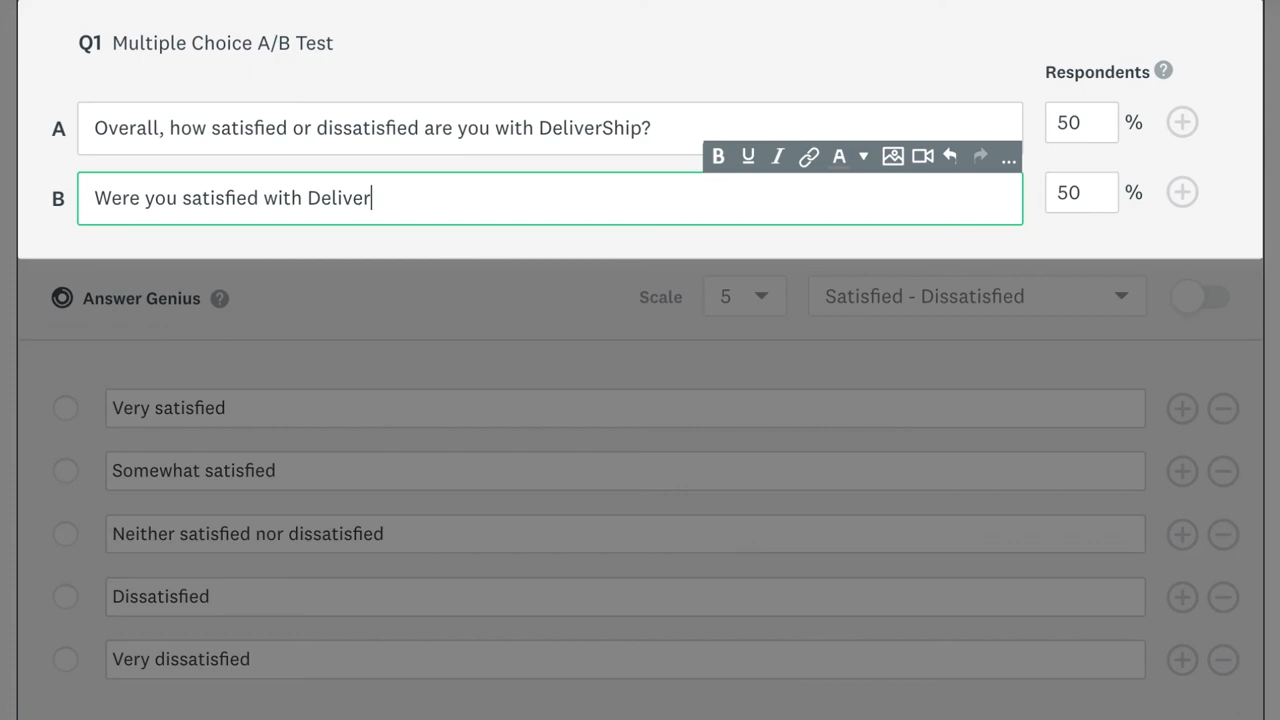 Q1 Multiple Choice A/B Test
Respondents ?
A Overall, how satisfied or dissatisfied are you with DeliverShip? 50 %
B U I A ...
B Were you satisfied with Deliver 50 %
Answer Genius ? Scale 5 Satisfied - Dissatisfied
Very satisfied
Somewhat satisfied
Neither satisfied nor dissatisfied
Dissatisfied
Very dissatisfied